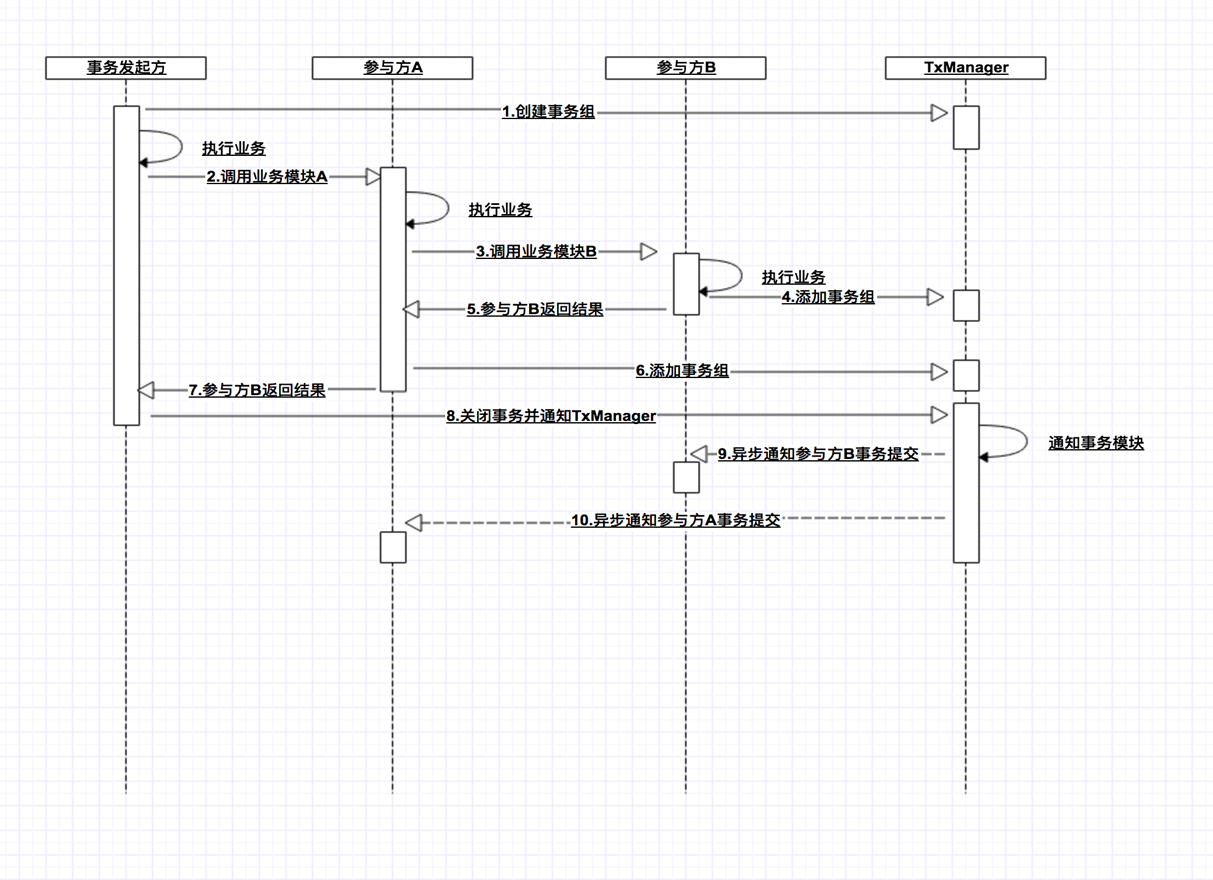 事务发起方
参与方A
参与方B
TxManager
1.创建事务组
执行业务
2.调用业务模块A
执行业务
3.调用业务模块B
执行业务
4.添加事务组
5.参与方B返回结果
6.添加事务组
7.参与方B返回结果
8.关闭事务并通知TxManager
通知事务模块
9.异步通知参与方B事务提交
10.异步通知参与方A事务提交